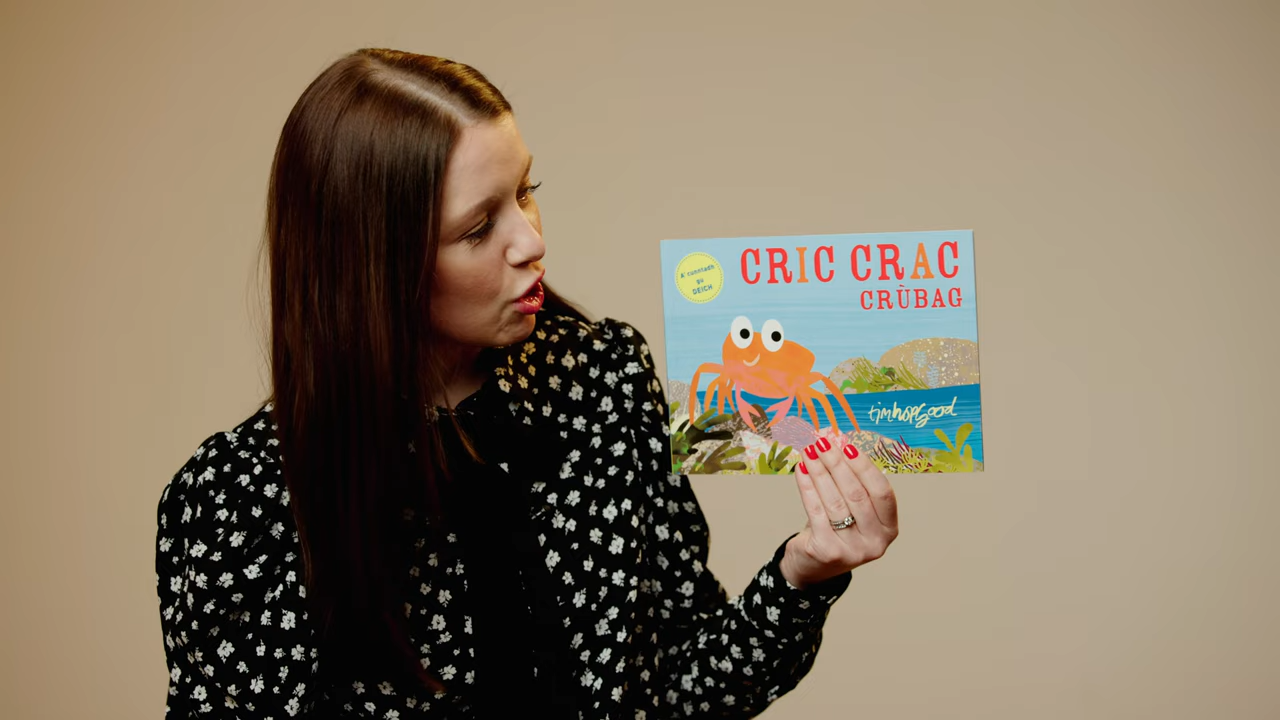 CRIC CRAC
CRÙBAG
A' cunntadh
gu
DEICH
timhopgood